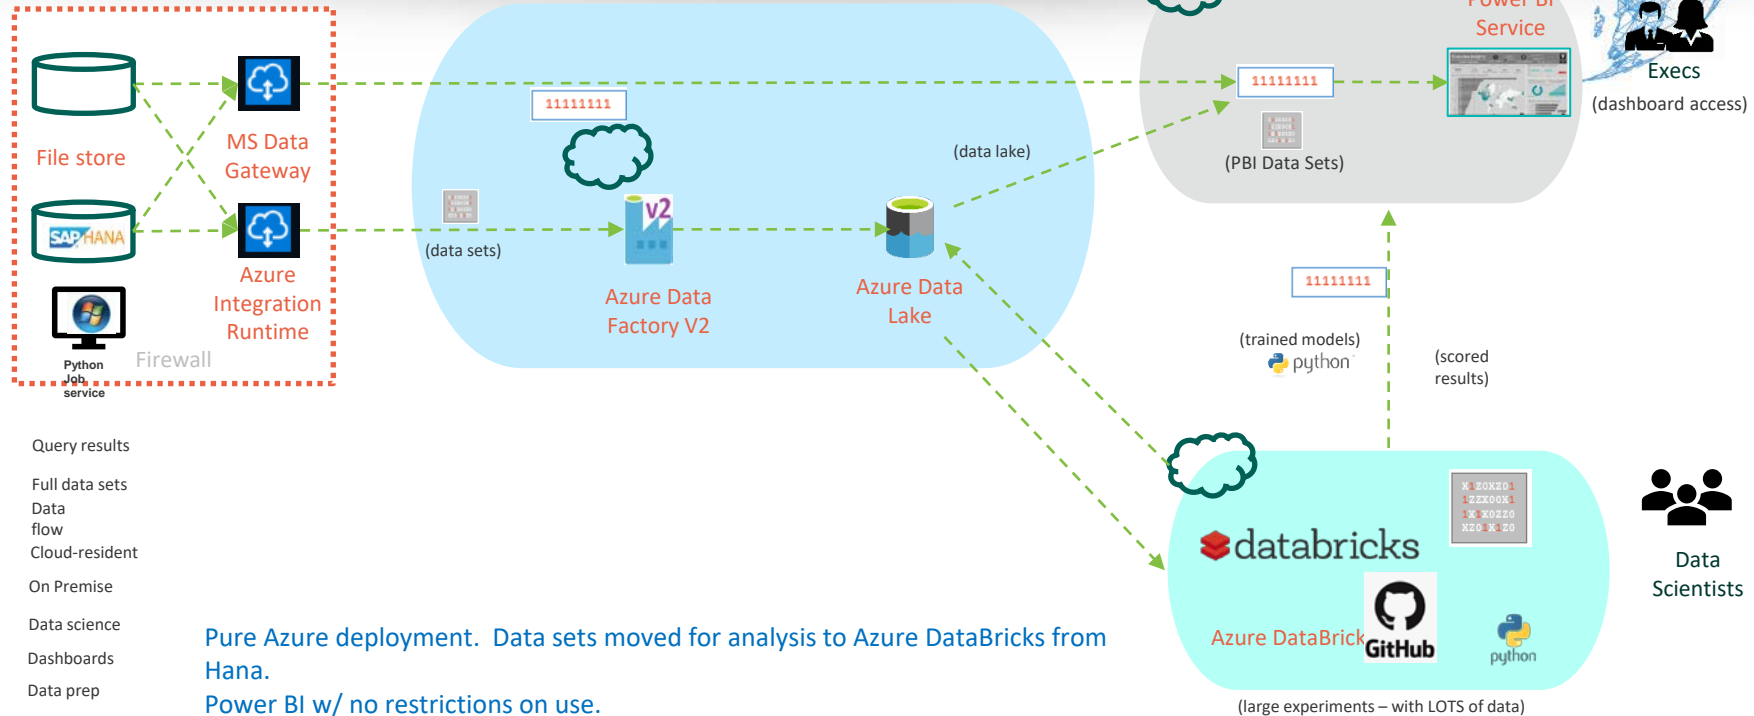 Power BI
Service
Execs
(dashboard access)
11111111
11111111
File store
MS Data
Gateway
v2
(data lake)
(PBI Data Sets)
SAP HANA
(data sets)
Azure
Integration
Runtime
Azure Data
Factory V2
Azure Data
Lake
11111111
Python
Job
service
Firewall
(trained models)
python
(scored
results)
Query results
Full data sets
Data
flow
Cloud-resident
On Premise
Data science
Dashboards
Data prep
X1Z0XZ01
1ZZX00X1
1X1X0ZZ0
XZ01X1Z0
databricks
Data
Scientists
Azure DataBrick
GitHub
python
Pure Azure deployment.  Data sets moved for analysis to Azure DataBricks from
Hana.
Power BI w/ no restrictions on use.
(large experiments – with LOTS of data)